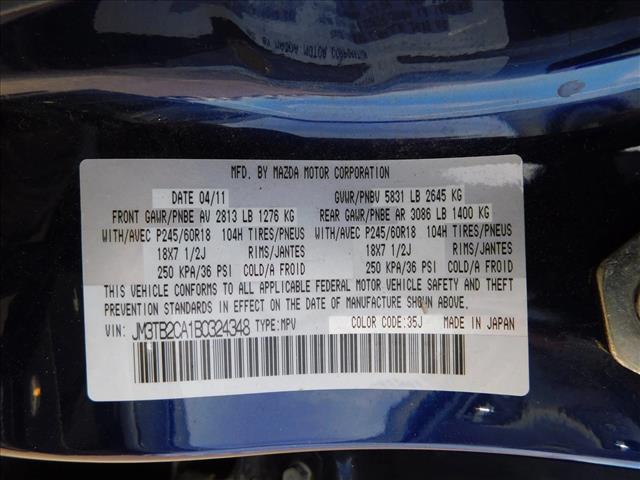 MFD. BY MAZDA MOTOR CORPORATION
DATE 04/11 GVWR/PNBV 5831 LB 2645 KG
FRONT GAWR/PNBE AV 2813 LB 1276 KG REAR GAWR/PNBE AR 3086 LB 1400 KG
WITH/AVEC P245/60R18 104H TIRES/PNEUS WITH/AVEC P245/60R18 104H TIRES/PNEUS
18X7 1/2J RIMS/JANTES 18X7 1/2J RIMS/JANTES
250 KPA/36 PSI COLD/A FROID 250 KPA/36 PSI COLD/A FROID
THIS VEHICLE CONFORMS TO ALL APPLICABLE FEDERAL MOTOR VEHICLE SAFETY AND THEFT
PREVENTION STANDARDS IN EFFECT ON THE DATE OF MANUFACTURE SHOWN ABOVE.
VIN: JM3TB2CA1B0324348 TYPE:MPV COLOR CODE:35J MADE IN JAPAN